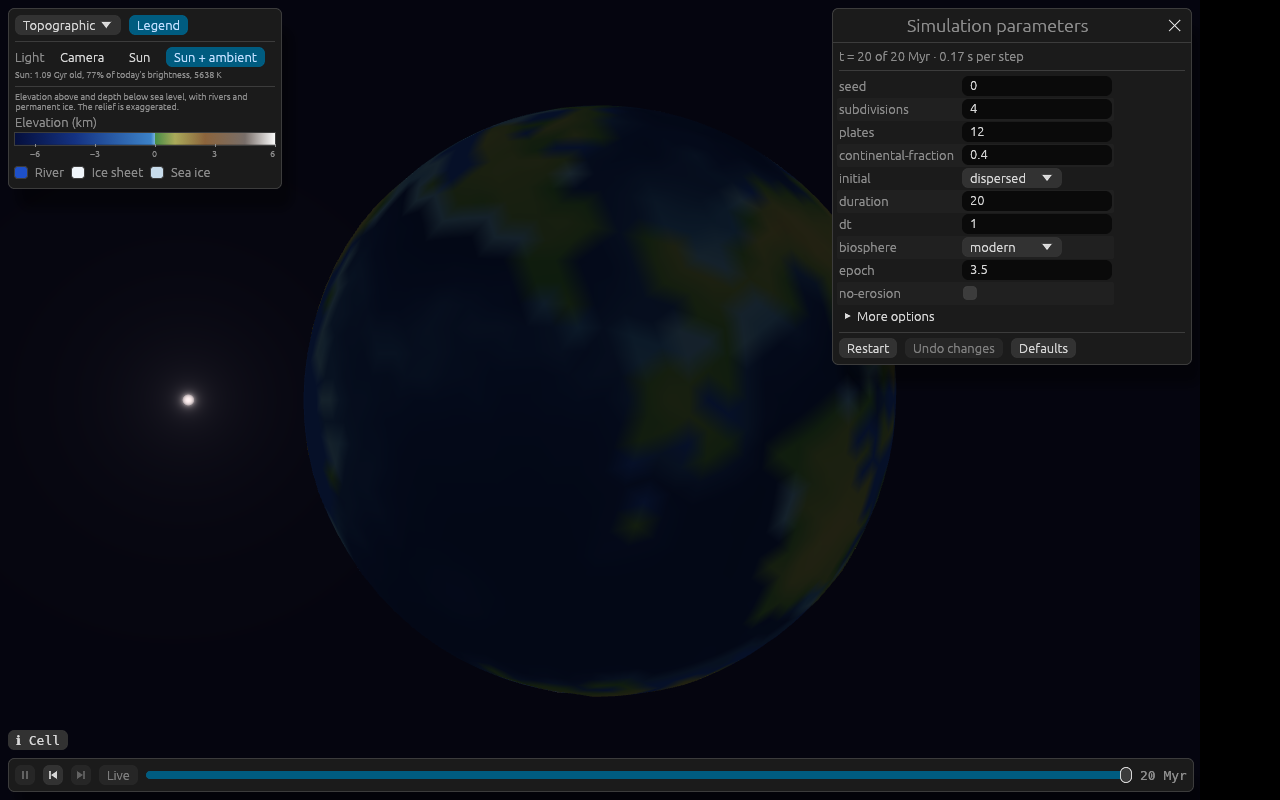 Topographic Legend
Light Camera Sun Sun + ambient
Sun: 1.09 Gyr old, 77% of today's brightness, 5638 K
Elevation above and depth below sea level, with rivers and
permanent ice. The relief is exaggerated.
Elevation (km)
−6 −3 0 3 6
River Ice sheet Sea ice
Simulation parameters
t = 20 of 20 Myr · 0.17 s per step
seed 0
subdivisions 4
plates 12
continental-fraction 0.4
initial dispersed
duration 20
dt 1
biosphere modern
epoch 3.5
no-erosion
More options
Restart Undo changes Defaults
i Cell
Live 20 Myr